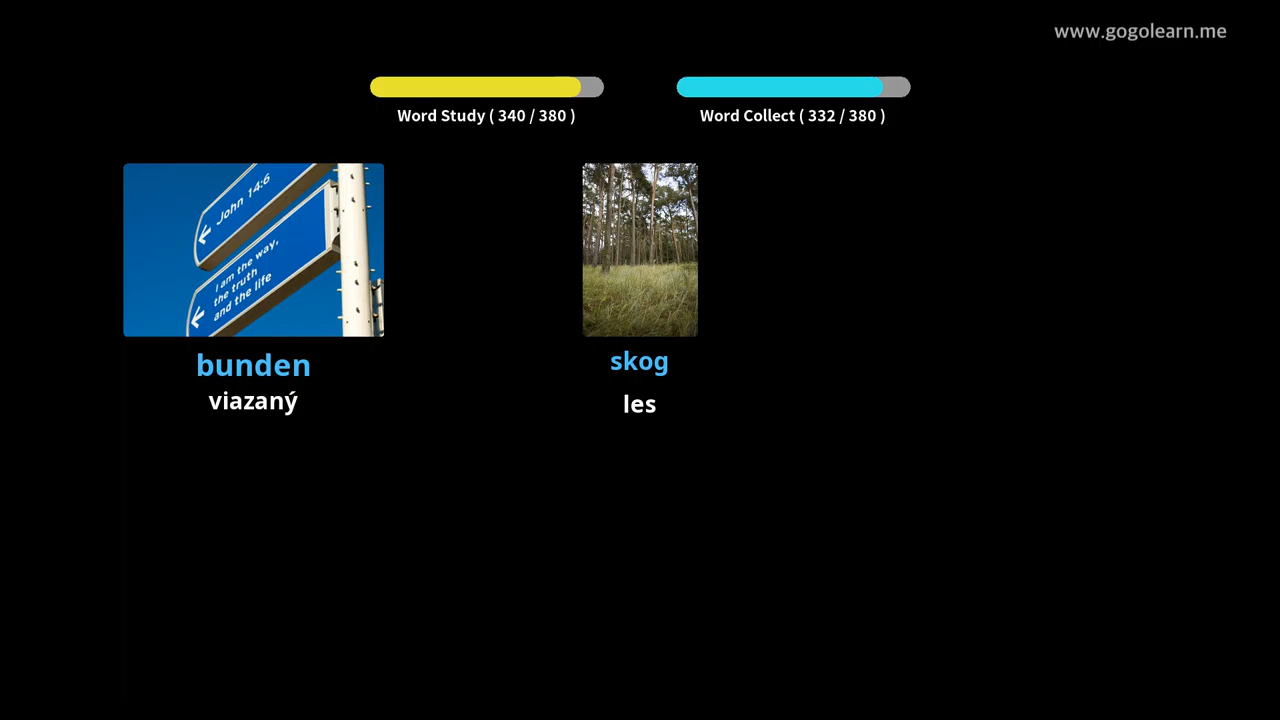 www.gogolearn.me
Word Study ( 340 / 380 )
Word Collect ( 332 / 380 )
John 14:6
I am the way,
the truth
and the life
bunden
viazaný
skog
les